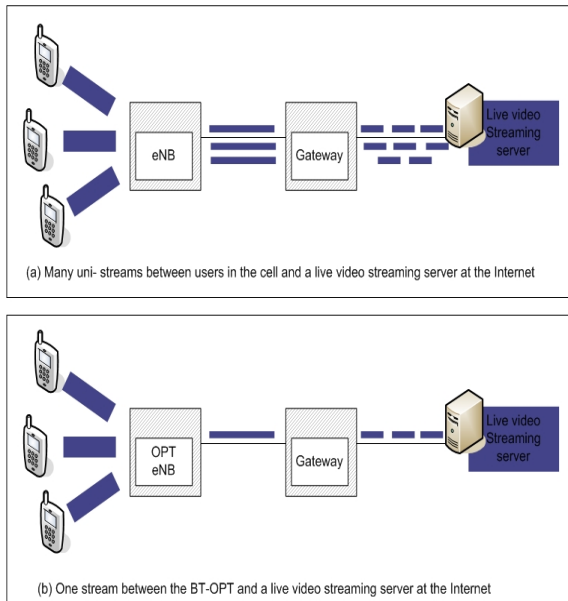 Live video
Streaming
server
eNB
Gateway
(a) Many uni- streams between users in the cell and a live video streaming server at the Internet
Live video
Streaming
server
OPT
eNB
Gateway
(b) One stream between the BT-OPT and a live video streaming server at the Internet